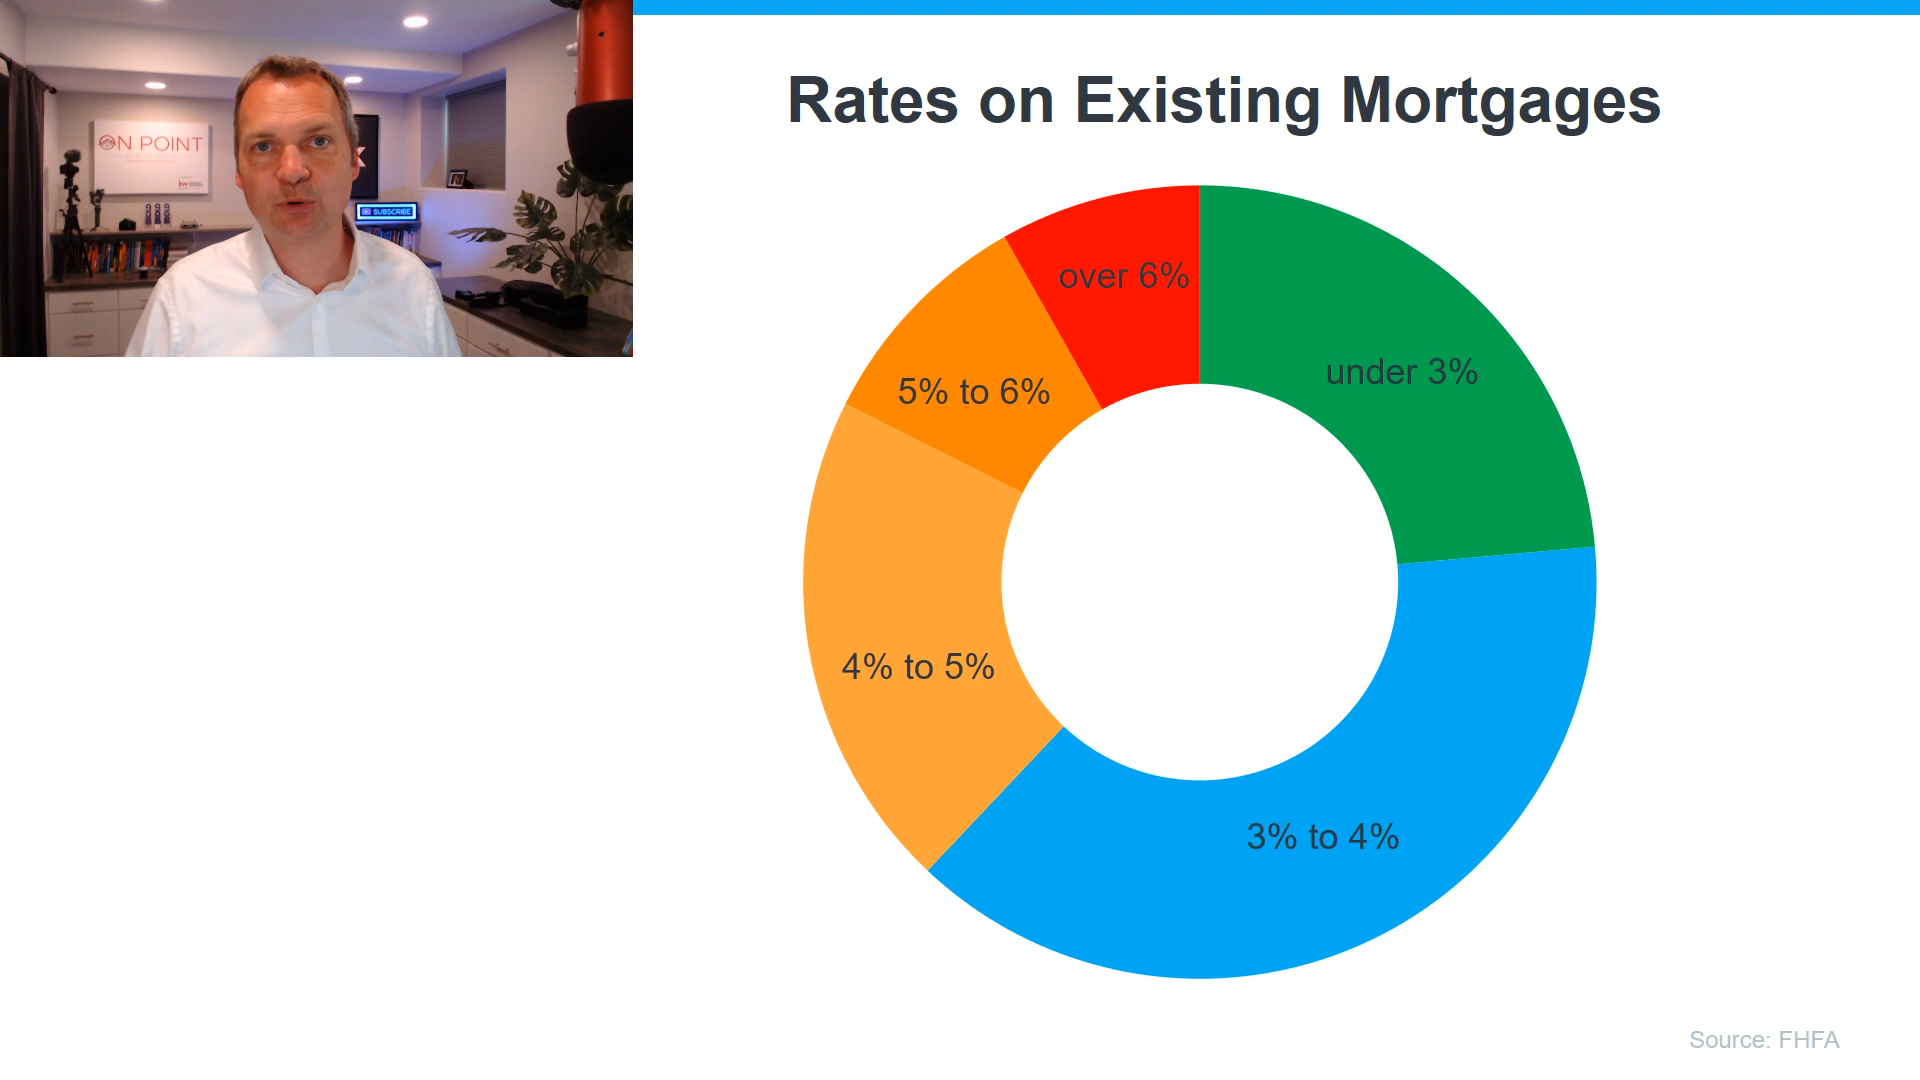 ON POINT
kw
SUBSCRIBE
Rates on Existing Mortgages
over 6%
under 3%
5% to 6%
4% to 5%
3% to 4%
Source: FHFA